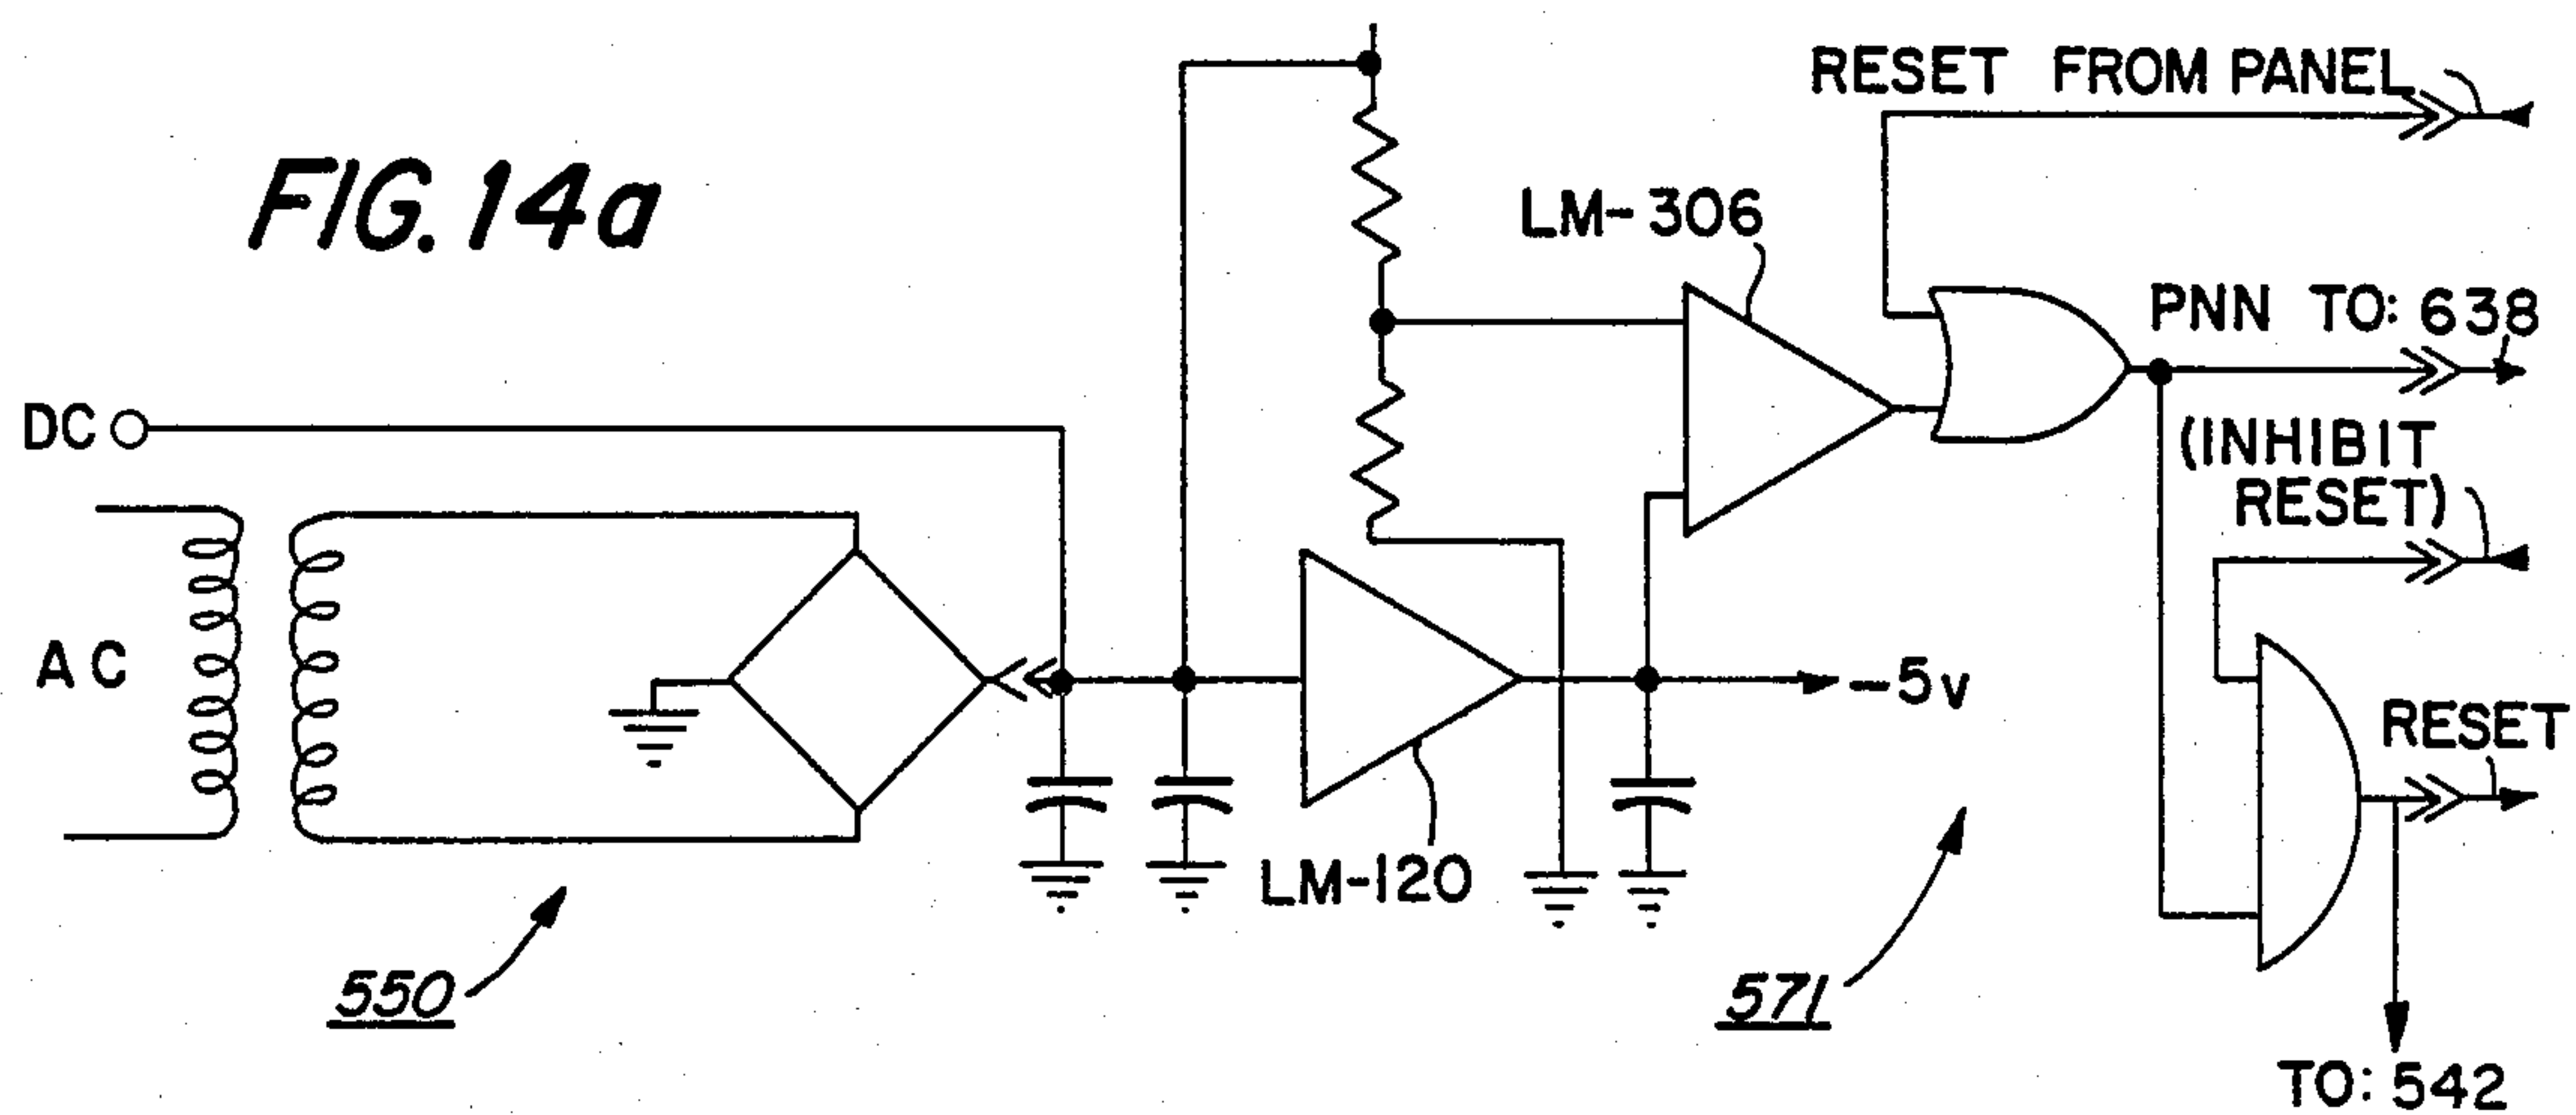 FIG. 14a
RESET FROM PANEL
LM-306
PNN TO: 638
DC
(INHIBIT
RESET)
AC
-5v
RESET
LM-120
550
571
TO: 542